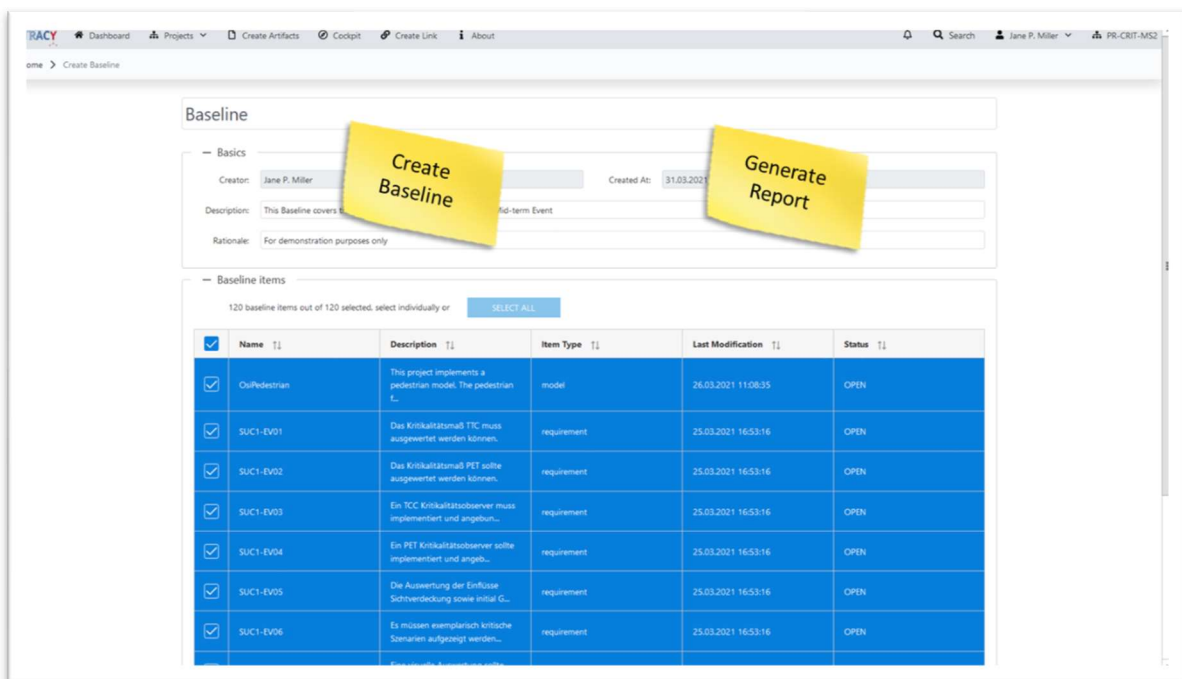 RACY Dashboard Projects Create Artifacts Cockpit Create Link About Search Jane P. Miller PR-CRIT-MS2
ome > Create Baseline
Baseline
Basics
Creator: Jane P. Miller Created At: 31.03.2021
Description: This Baseline covers Mid-term Event
Rationale: For demonstration purposes only
Create
Baseline
Generate
Report
Baseline items
120 baseline items out of 120 selected, select individually or SELECT ALL
Name Description Item Type Last Modification Status
OsiPedestrian This project implements a pedestrian model. The pedestrian f... model 26.03.2021 11:08:35 OPEN
SUC1-EV01 Das Kritikalitätsmaß TTC muss ausgewertet werden können. requirement 25.03.2021 16:53:16 OPEN
SUC1-EV02 Das Kritikalitätsmaß PET sollte ausgewertet werden können. requirement 25.03.2021 16:53:16 OPEN
SUC1-EV03 Ein TCC Kritikalitätsobserver muss implementiert und angebun... requirement 25.03.2021 16:53:16 OPEN
SUC1-EV04 Ein PET Kritikalitätsobserver sollte implementiert und angeb... requirement 25.03.2021 16:53:16 OPEN
SUC1-EV05 Die Auswertung der Einflüsse Sichtverdeckung sowie initial G... requirement 25.03.2021 16:53:16 OPEN
SUC1-EV06 Es müssen exemplarisch kritische Szenarien aufgezeigt werden... requirement 25.03.2021 16:53:16 OPEN